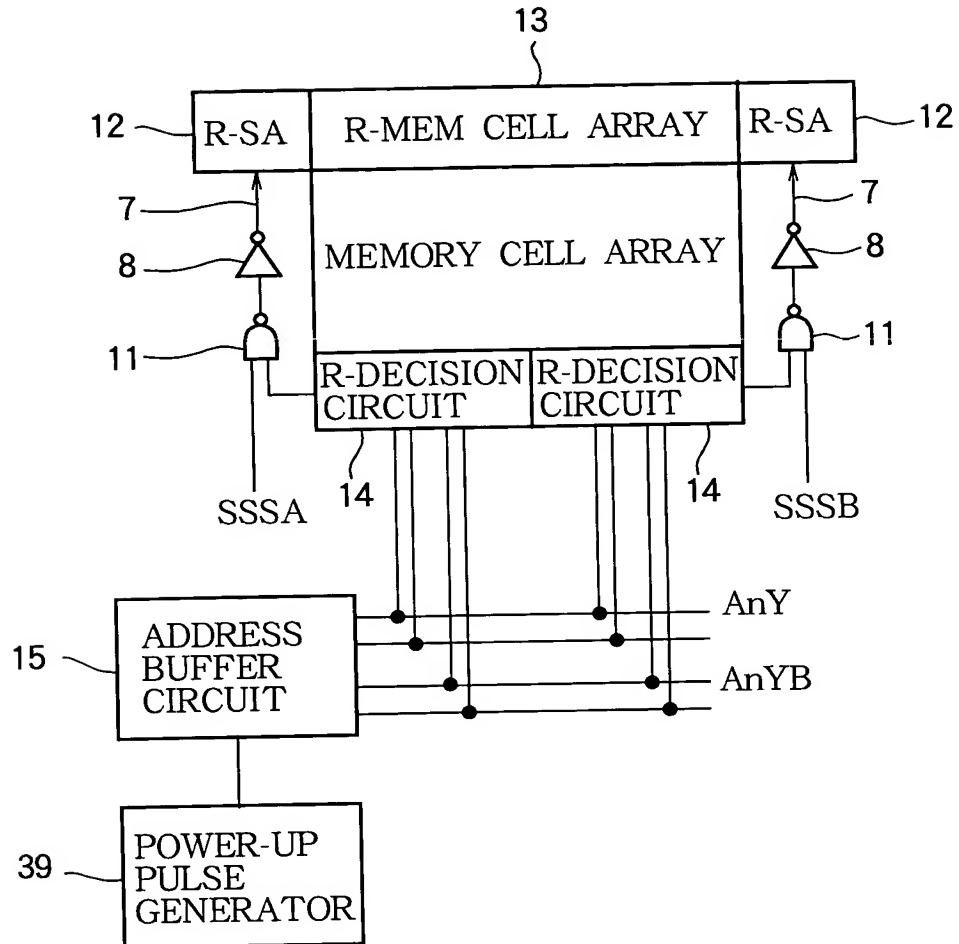 13
12
R-SA
R-MEM CELL ARRAY
R-SA
12
7
7
8
MEMORY CELL ARRAY
8
11
11
R-DECISION
CIRCUIT
R-DECISION
CIRCUIT
14
14
SSSA
SSSB
AnY
15
ADDRESS
BUFFER
CIRCUIT
AnYB
39
POWER-UP
PULSE
GENERATOR